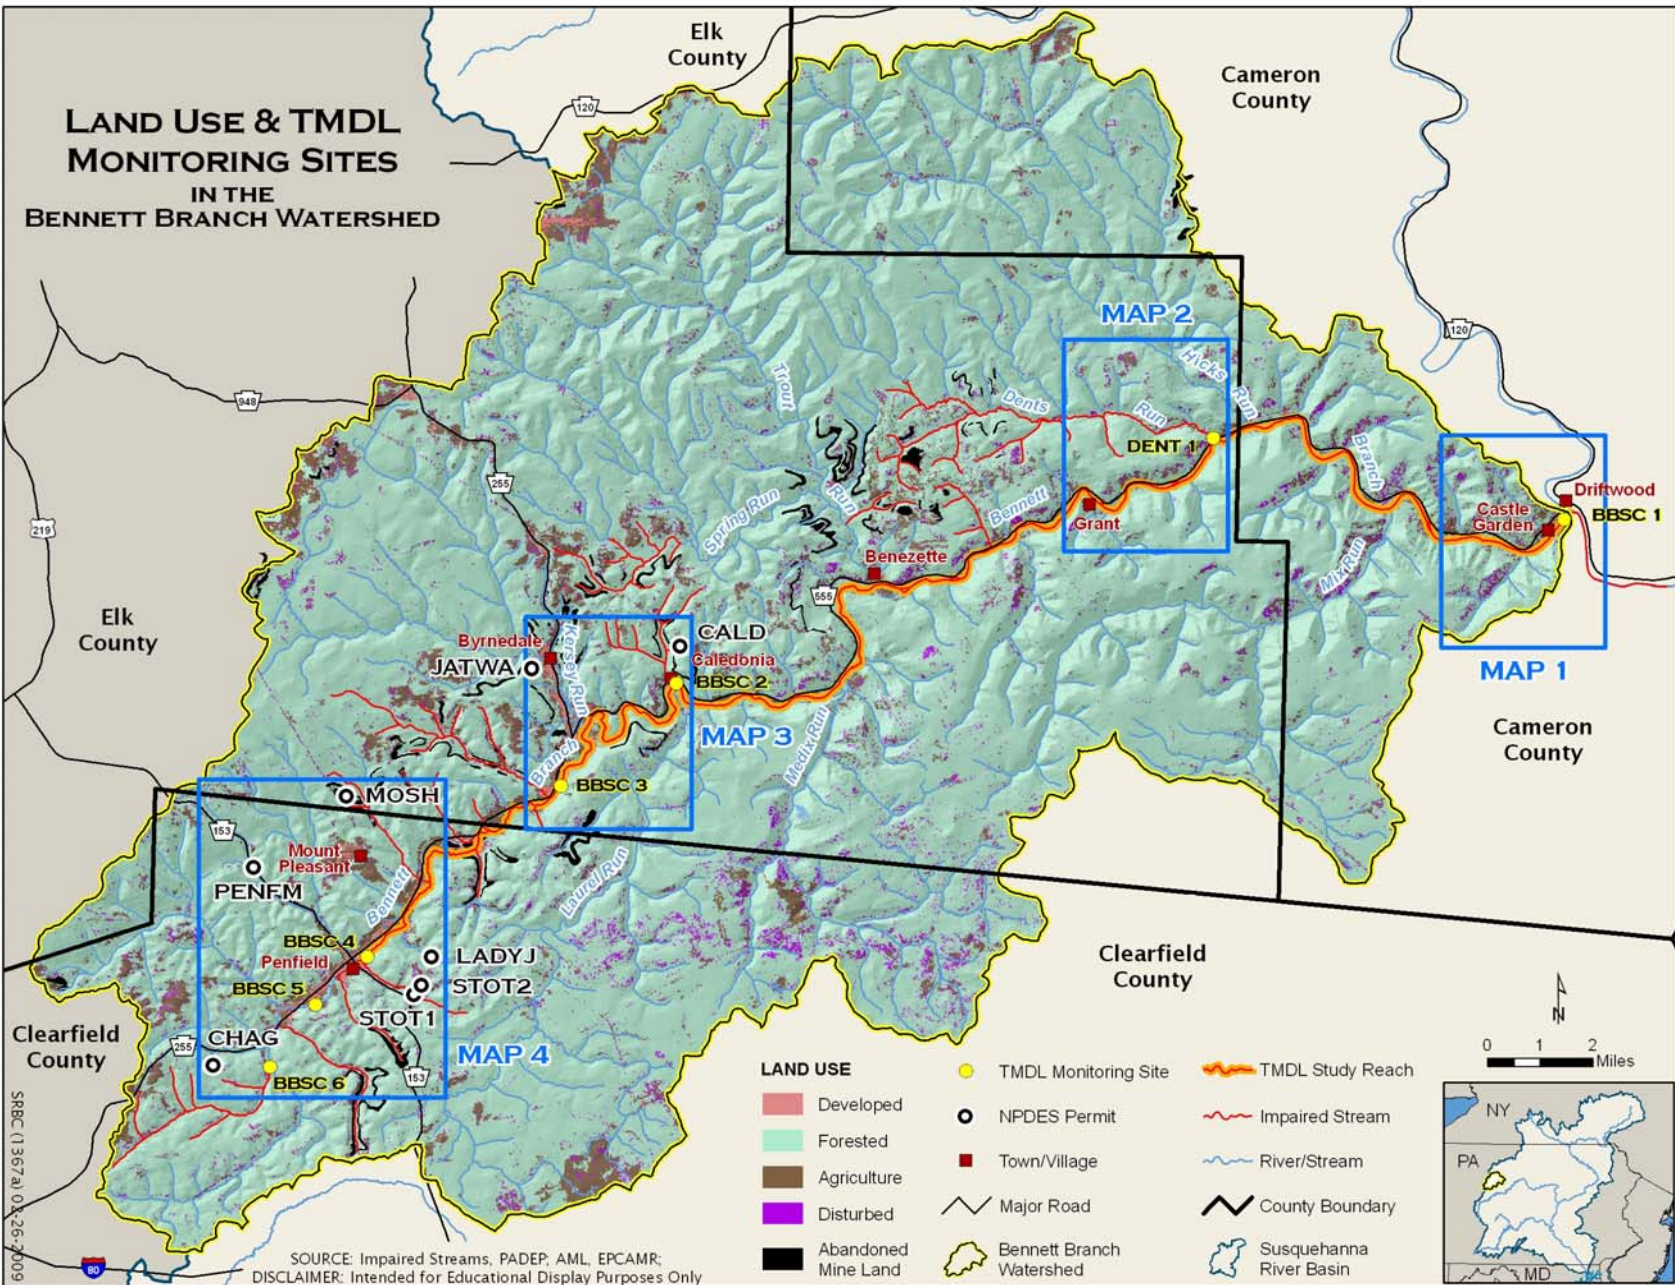 LAND USE & TMDL
MONITORING SITES
IN THE
BENNETT BRANCH WATERSHED
Elk
County
Cameron
County
120
120
948
219
255
MAP 2
Hicks
Run
Trout
Run
Dents
Run
DENT 1
Branch
Driftwood
BBSC 1
Castle
Garden
Bennett
Grant
Spring Run
Benezette
555
Mix Run
MAP 1
Elk
County
Byrnedale
JATWA
Kersey Run
CALD
Caledonia
BBSC 2
MAP 3
Medix Run
Cameron
County
Branch
BBSC 3
MOSH
153
Mount
Pleasant
PENFM
Bennett
Laurel Run
BBSC 4
Penfield
LADYJ
STOT2
BBSC 5
STOT1
Clearfield
County
Clearfield
County
255
CHAG
BBSC 6
153
MAP 4
N
0 1 2
Miles
LAND USE
Developed
Forested
Agriculture
Disturbed
Abandoned
Mine Land
TMDL Monitoring Site
NPDES Permit
Town/Village
Major Road
Bennett Branch
Watershed
TMDL Study Reach
Impaired Stream
River/Stream
County Boundary
Susquehanna
River Basin
NY
PA
MD
80
SRBC (1367a) 02-26-2009
SOURCE: Impaired Streams, PADEP; AML, EPCAMR;
DISCLAIMER: Intended for Educational Display Purposes Only